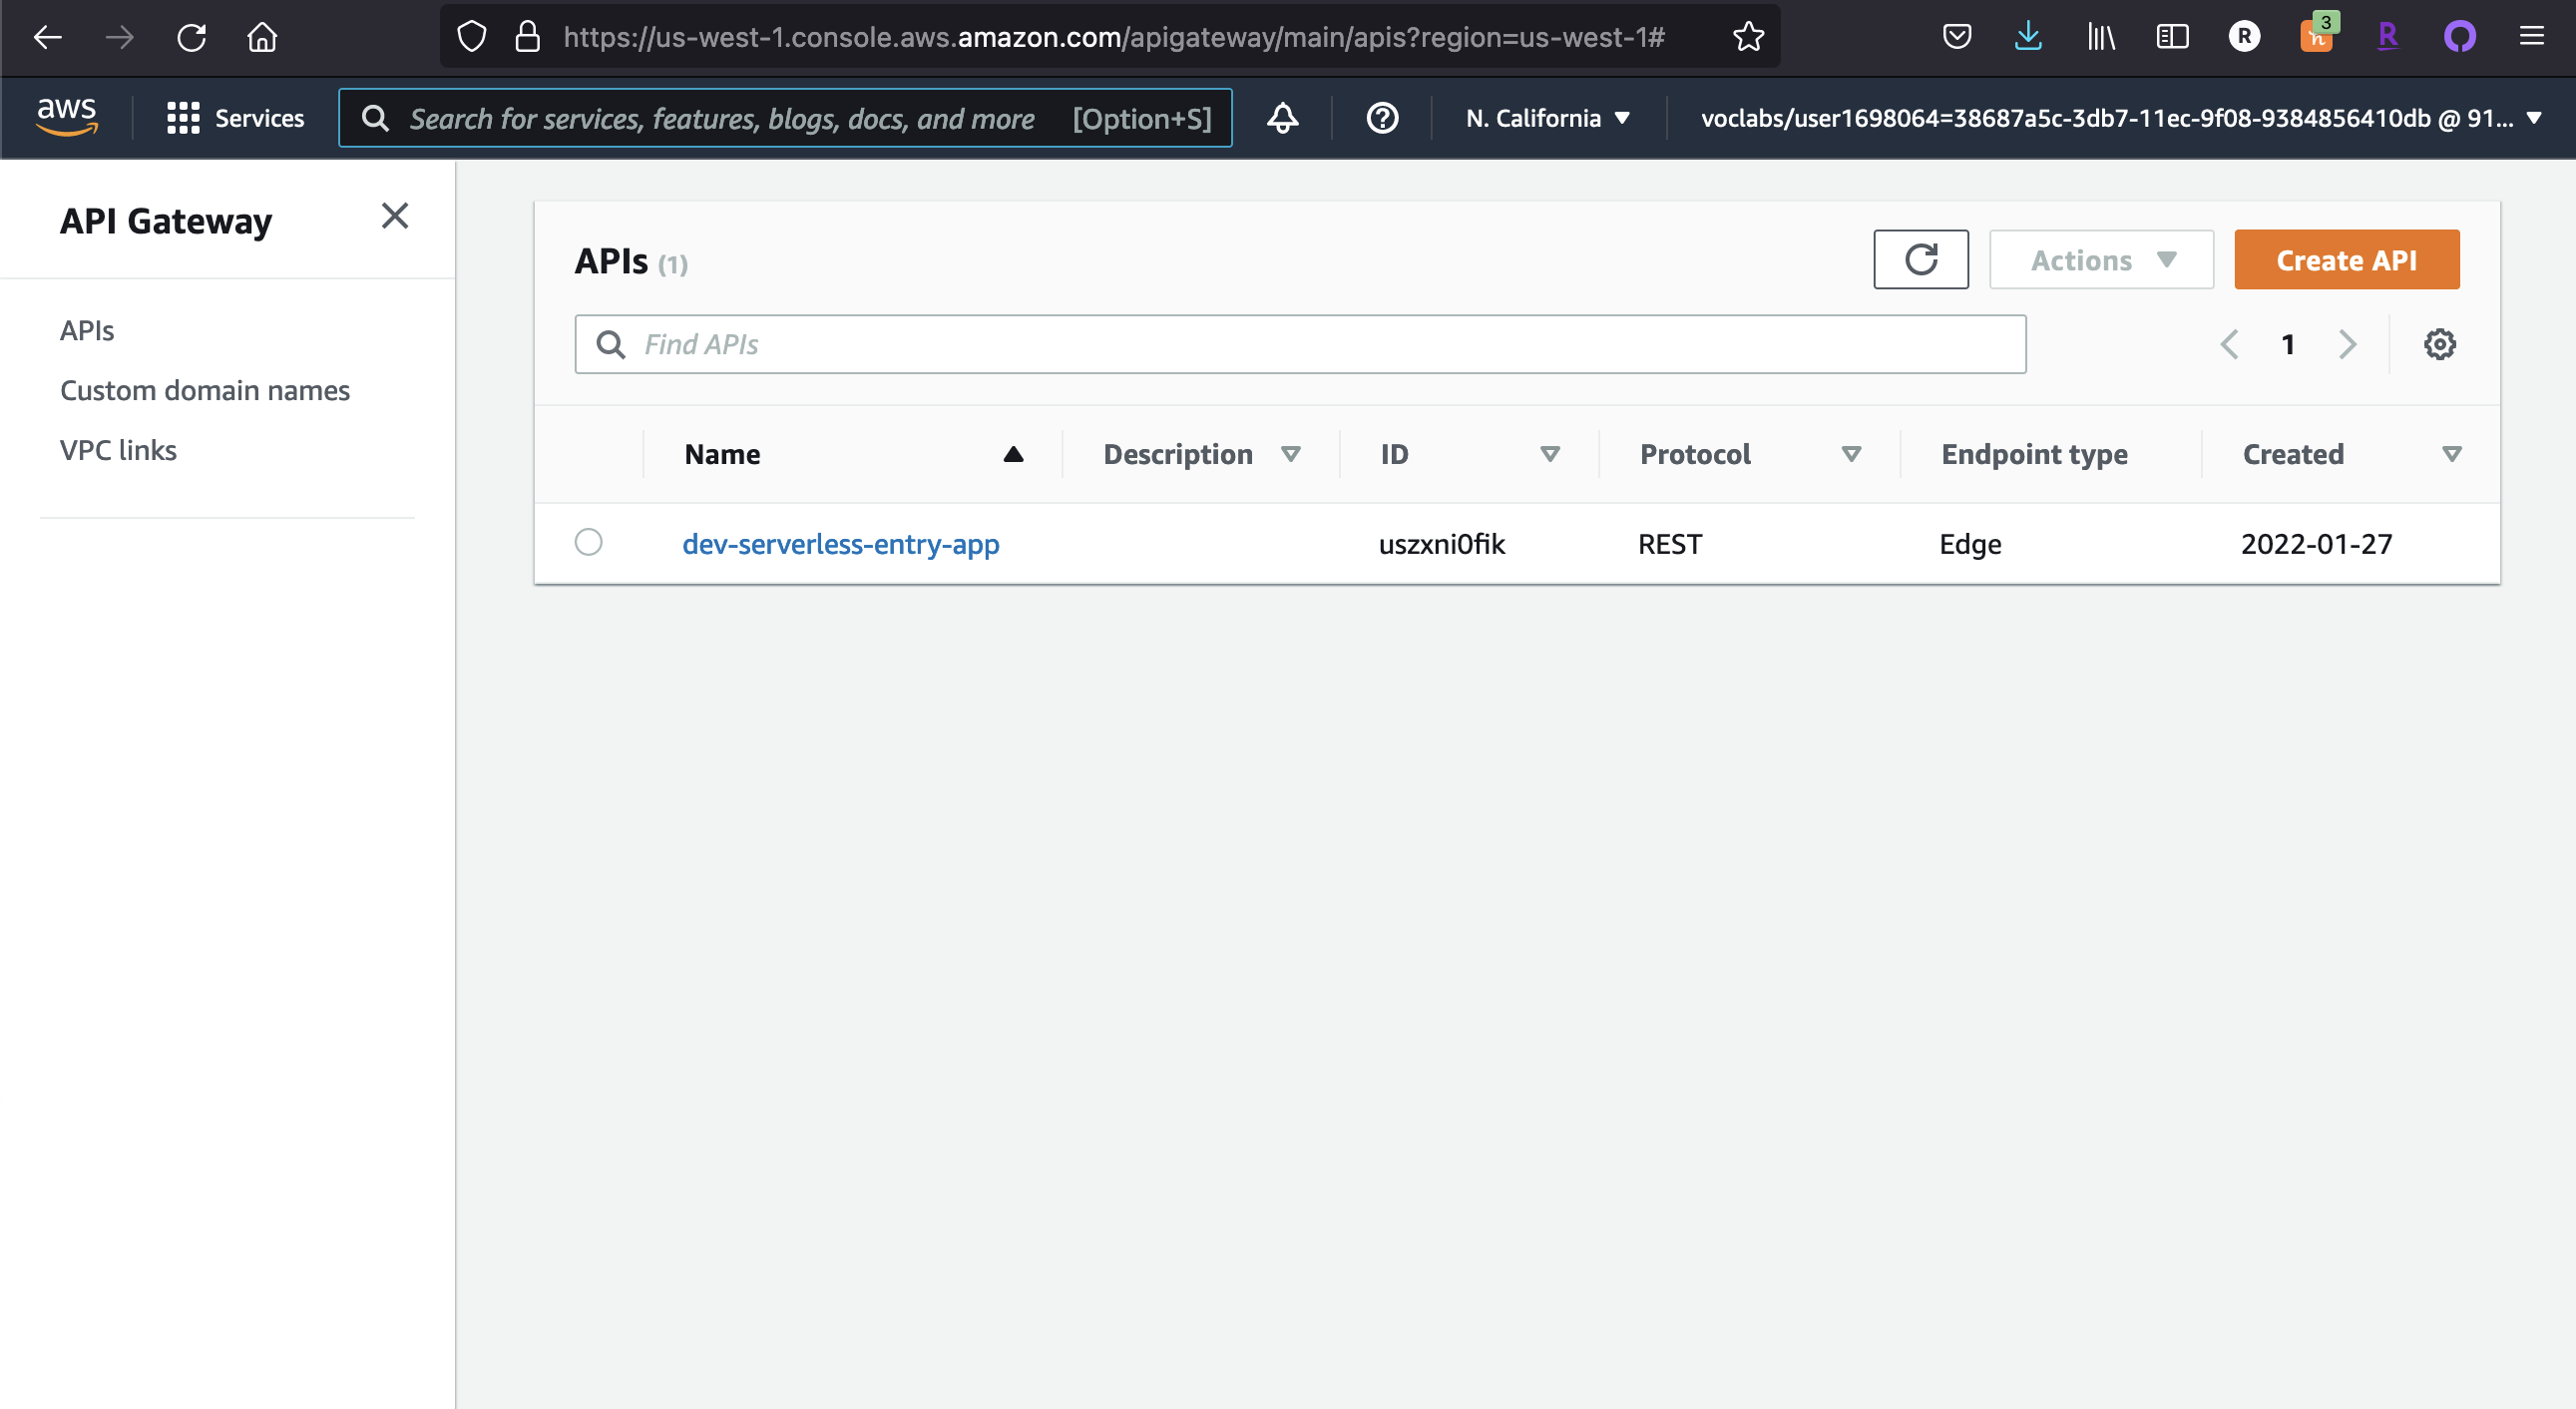 https://us-west-1.console.aws.amazon.com/apigateway/main/apis?region=us-west-1#
R
3
R
aws
Services
Search for services, features, blogs, docs, and more [Option+S]
N. California
voclabs/user1698064=38687a5c-3db7-11ec-9f08-9384856410db @ 91...
API Gateway
APIs
Custom domain names
VPC links
APIs (1)
Actions
Create API
Find APIs
1
Name Description ID Protocol Endpoint type Created
dev-serverless-entry-app uszxni0fik REST Edge 2022-01-27